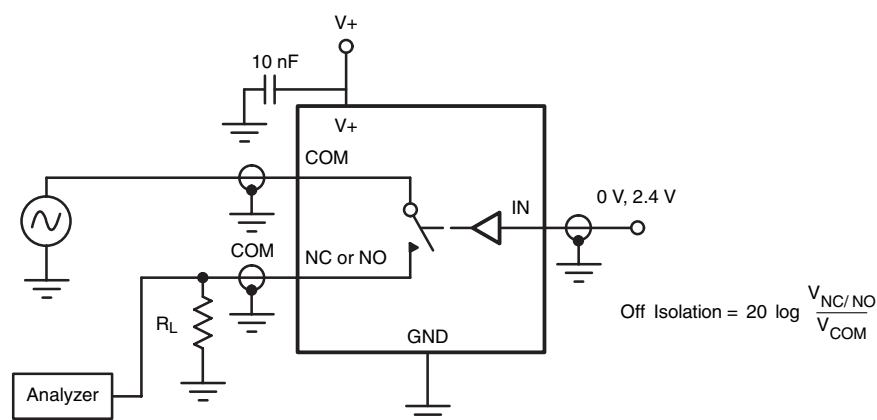 V+
10 nF
V+
COM
0 V, 2.4 V
IN
COM
NC or NO
Off Isolation = 20 log V_NC/NO / V_COM
R_L
GND
Analyzer